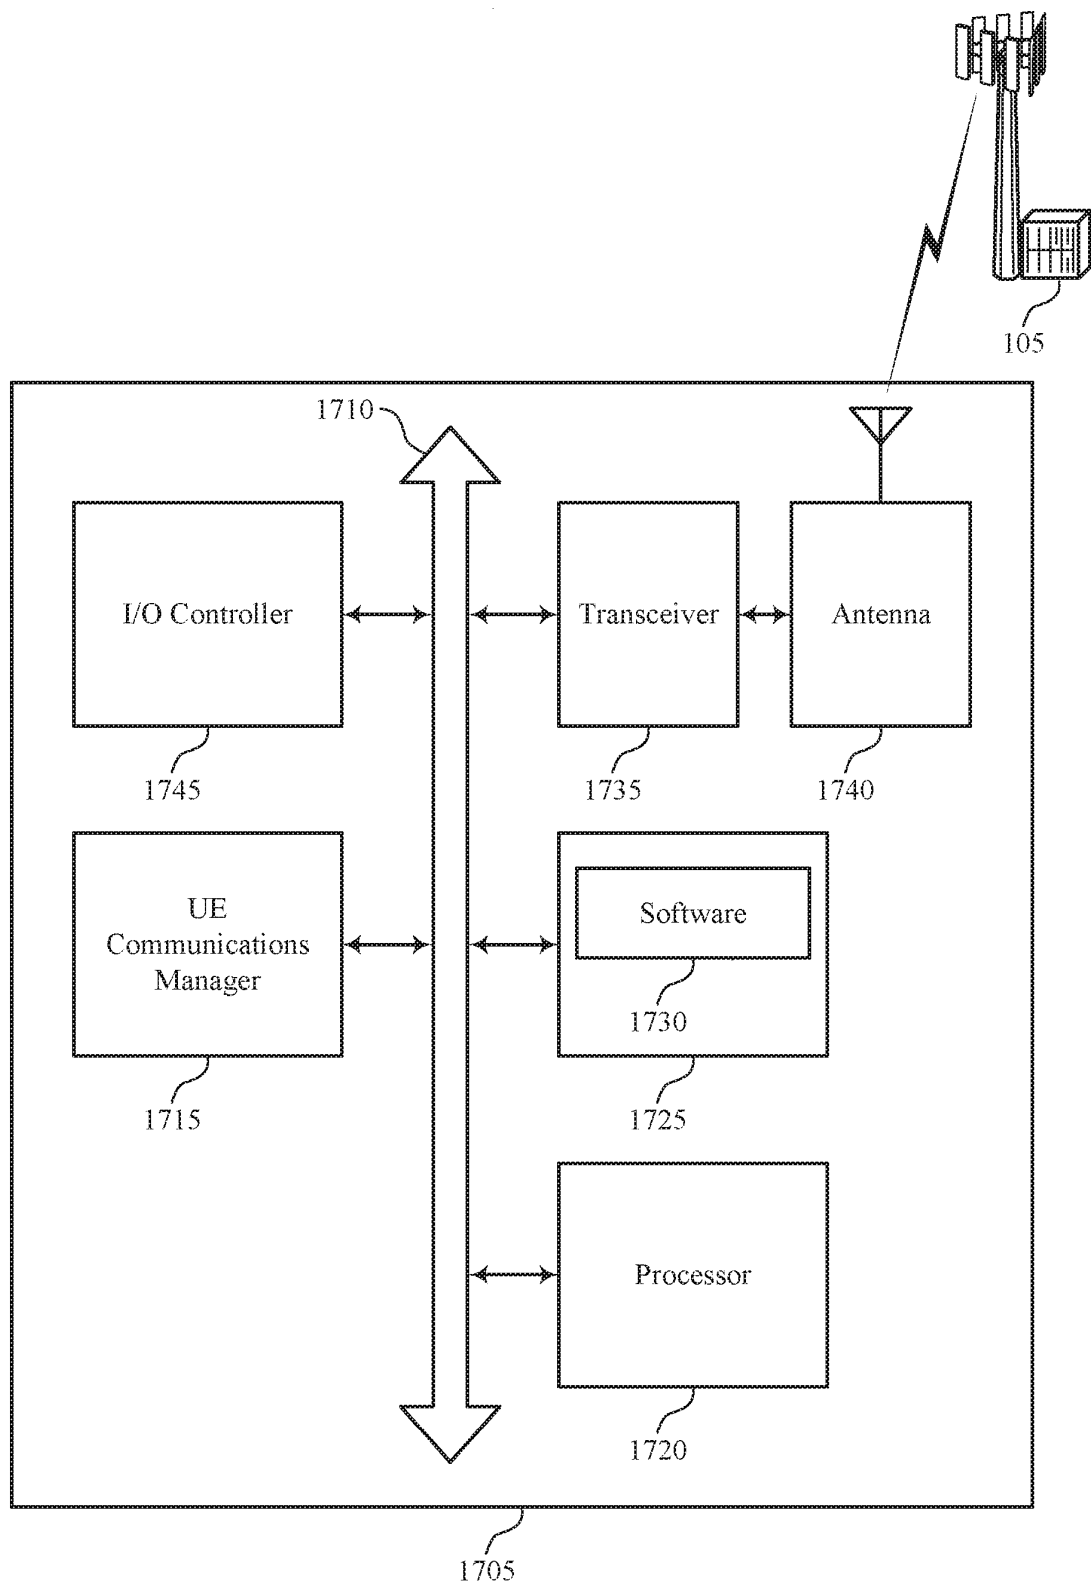 105
1710
I/O Controller
Transceiver
Antenna
1745
1735
1740
UE
Communications
Manager
Software
1730
1715
1725
Processor
1720
1705